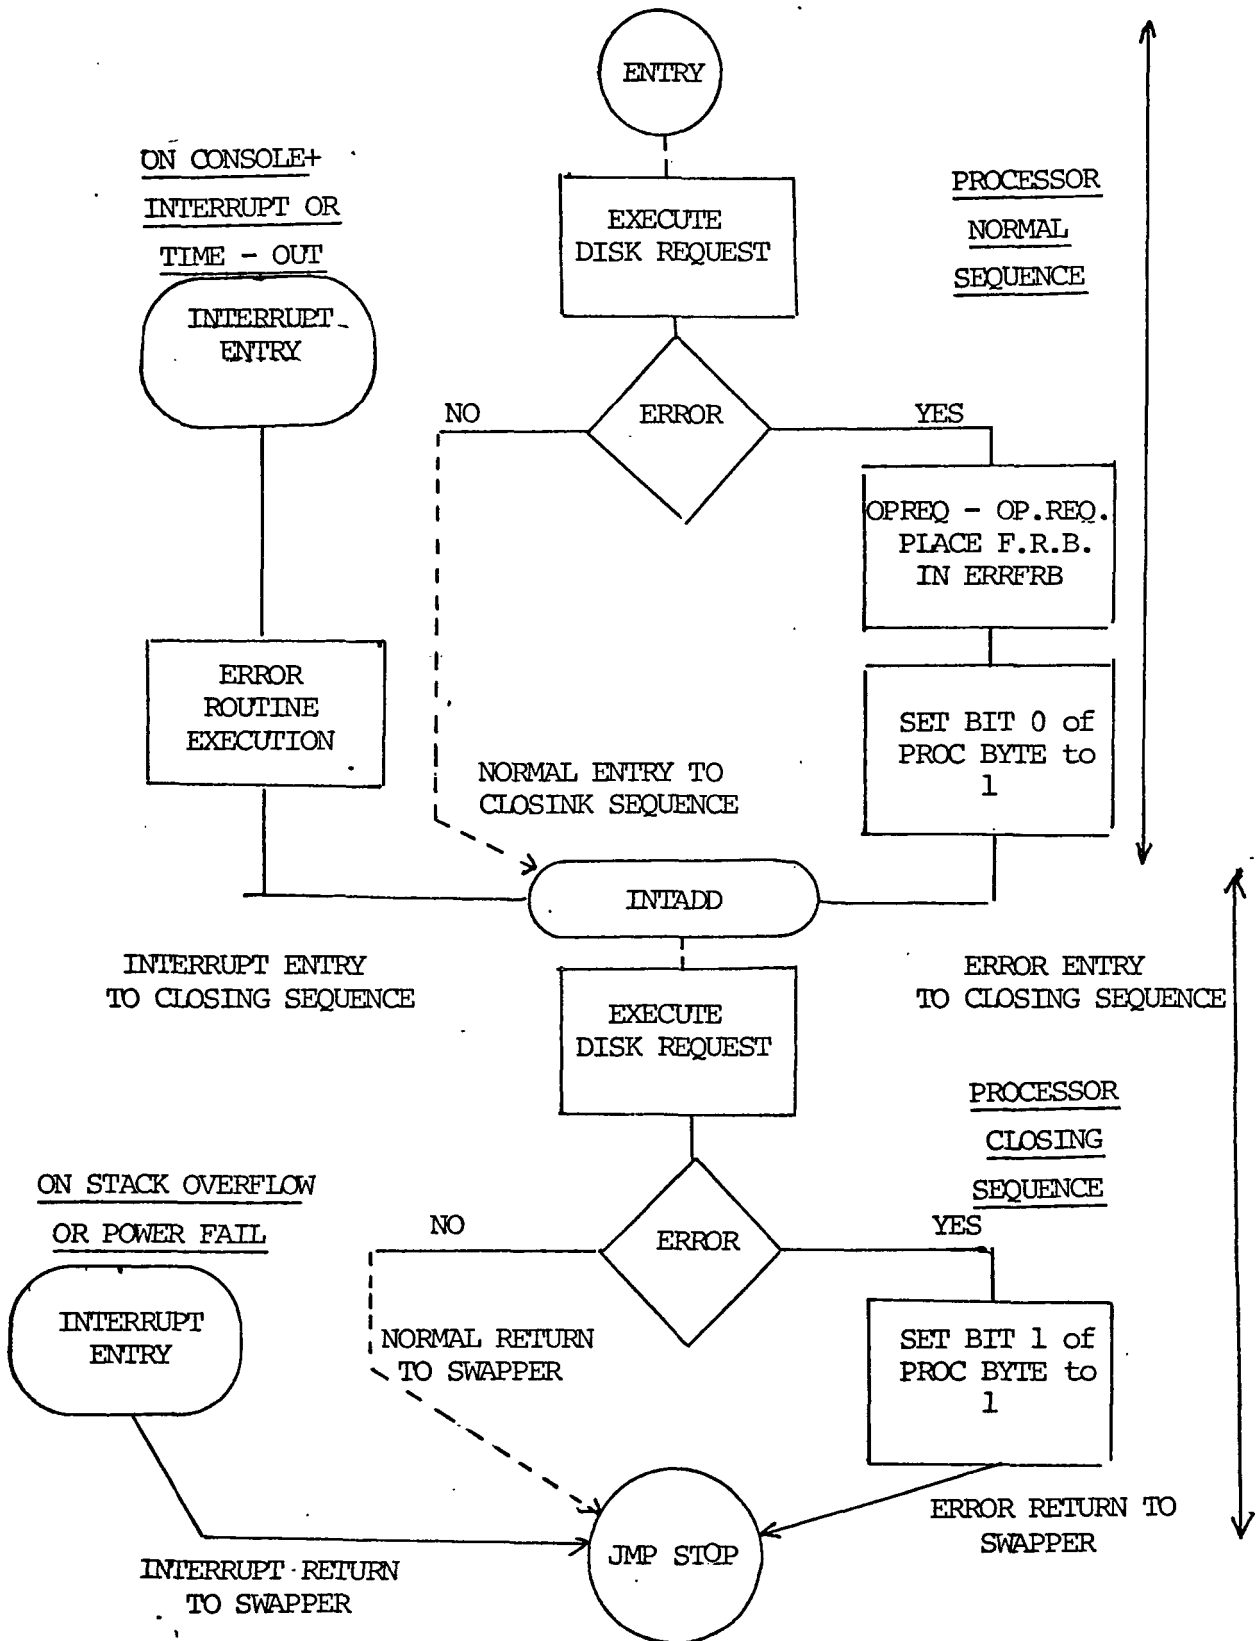 ENTRY
ON CONSOLE+
INTERRUPT OR
TIME - OUT
INTERRUPT
ENTRY
EXECUTE
DISK REQUEST
PROCESSOR
NORMAL
SEQUENCE
NO
ERROR
YES
OPREQ - OP.REQ.
PLACE F.R.B.
IN ERRFRB
ERROR
ROUTINE
EXECUTION
SET BIT 0 of
PROC BYTE to
1
NORMAL ENTRY TO
CLOSINK SEQUENCE
INTADD
INTERRUPT ENTRY
TO CLOSING SEQUENCE
ERROR ENTRY
TO CLOSING SEQUENCE
EXECUTE
DISK REQUEST
PROCESSOR
CLOSING
SEQUENCE
ON STACK OVERFLOW
OR POWER FAIL
INTERRUPT
ENTRY
NO
ERROR
YES
NORMAL RETURN
TO SWAPPER
SET BIT 1 of
PROC BYTE to
1
ERROR RETURN TO
SWAPPER
JMP STOP
INTERRUPT RETURN
TO SWAPPER